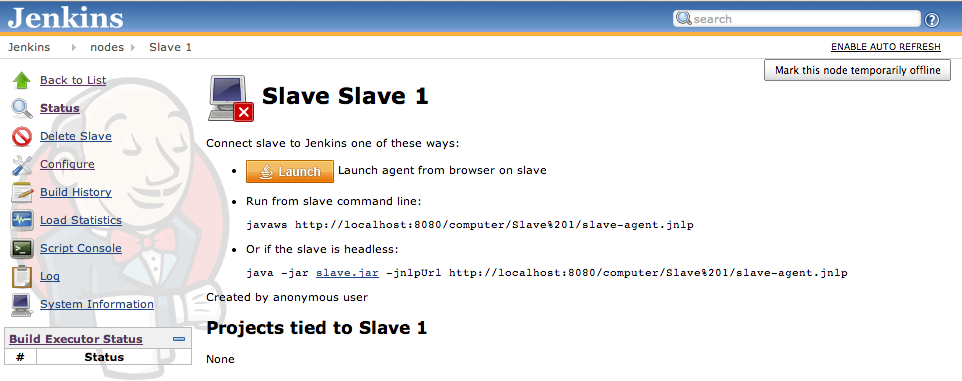 Jenkins
search
?
Jenkins nodes Slave 1
ENABLE AUTO REFRESH
Mark this node temporarily offline
Back to List
Status
Delete Slave
Configure
Build History
Load Statistics
Script Console
Log
System Information
Build Executor Status
# Status
Slave Slave 1
Connect slave to Jenkins one of these ways:
Launch Launch agent from browser on slave
Run from slave command line:
javaws http://localhost:8080/computer/Slave%201/slave-agent.jnlp
Or if the slave is headless:
java -jar slave.jar -jnlpUrl http://localhost:8080/computer/Slave%201/slave-agent.jnlp
Created by anonymous user
Projects tied to Slave 1
None